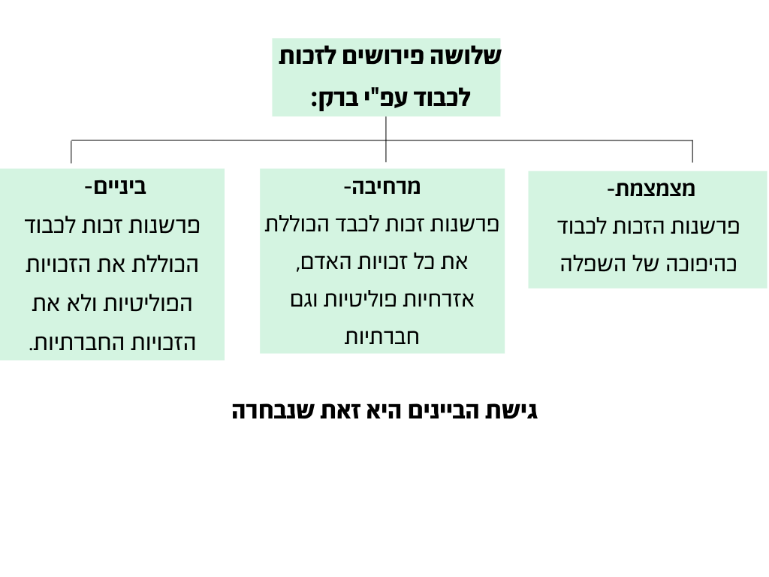 שלושה פירושים לזכות
לכבוד עפ"י ברק:
מצמצמת-
פרשנות הזכות לכבוד
כהיפוכה של השפלה
מרחיבה-
פרשנות זכות לכבד הכוללת
את כל זכויות האדם,
אזרחיות פוליטיות וגם
חברתיות
ביניים-
פרשנות זכות לכבוד
הכוללת את הזכויות
הפוליטיות ולא את
הזכויות החברתיות.
גישת הביינים היא זאת שנבחרה